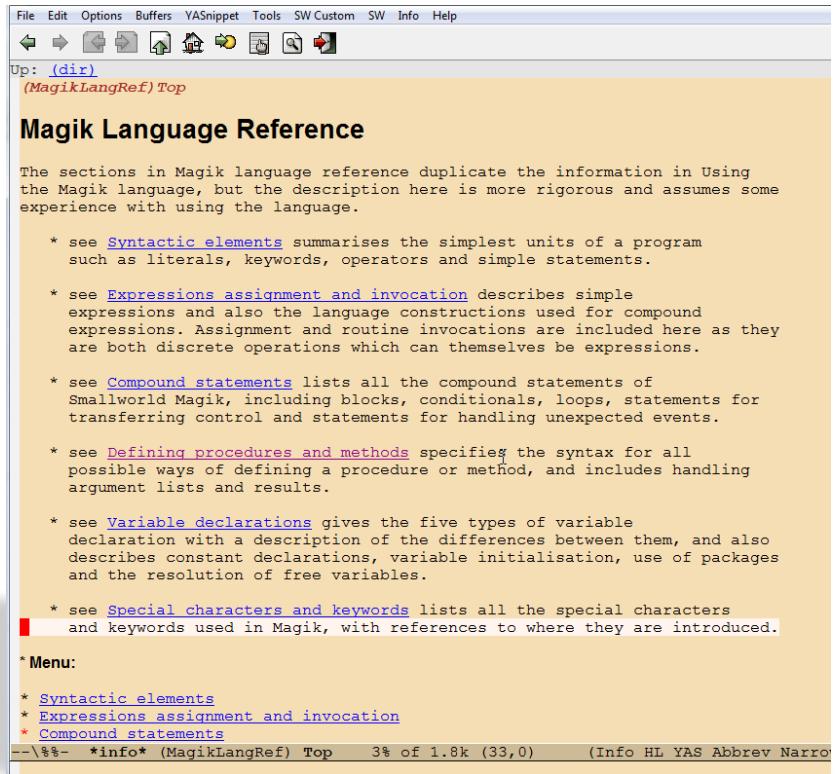 File Edit Options Buffers YASnippet Tools SW Custom SW Info Help
Up: (dir)
(MagikLangRef)Top
Magik Language Reference
The sections in Magik language reference duplicate the information in Using
the Magik language, but the description here is more rigorous and assumes some
experience with using the language.
* see Syntactic elements summarises the simplest units of a program
such as literals, keywords, operators and simple statements.
* see Expressions assignment and invocation describes simple
expressions and also the language constructions used for compound
expressions. Assignment and routine invocations are included here as they
are both discrete operations which can themselves be expressions.
* see Compound statements lists all the compound statements of
Smallworld Magik, including blocks, conditionals, loops, statements for
transferring control and statements for handling unexpected events.
* see Defining procedures and methods specifies the syntax for all
possible ways of defining a procedure or method, and includes handling
argument lists and results.
* see Variable declarations gives the five types of variable
declaration with a description of the differences between them, and also
describes constant declarations, variable initialisation, use of packages
and the resolution of free variables.
* see Special characters and keywords lists all the special characters
and keywords used in Magik, with references to where they are introduced.
* Menu:
* Syntactic elements
* Expressions assignment and invocation
* Compound statements
--\%%- *info* (MagikLangRef) Top 3% of 1.8k (33,0) (Info HL YAS Abbrev Narrow